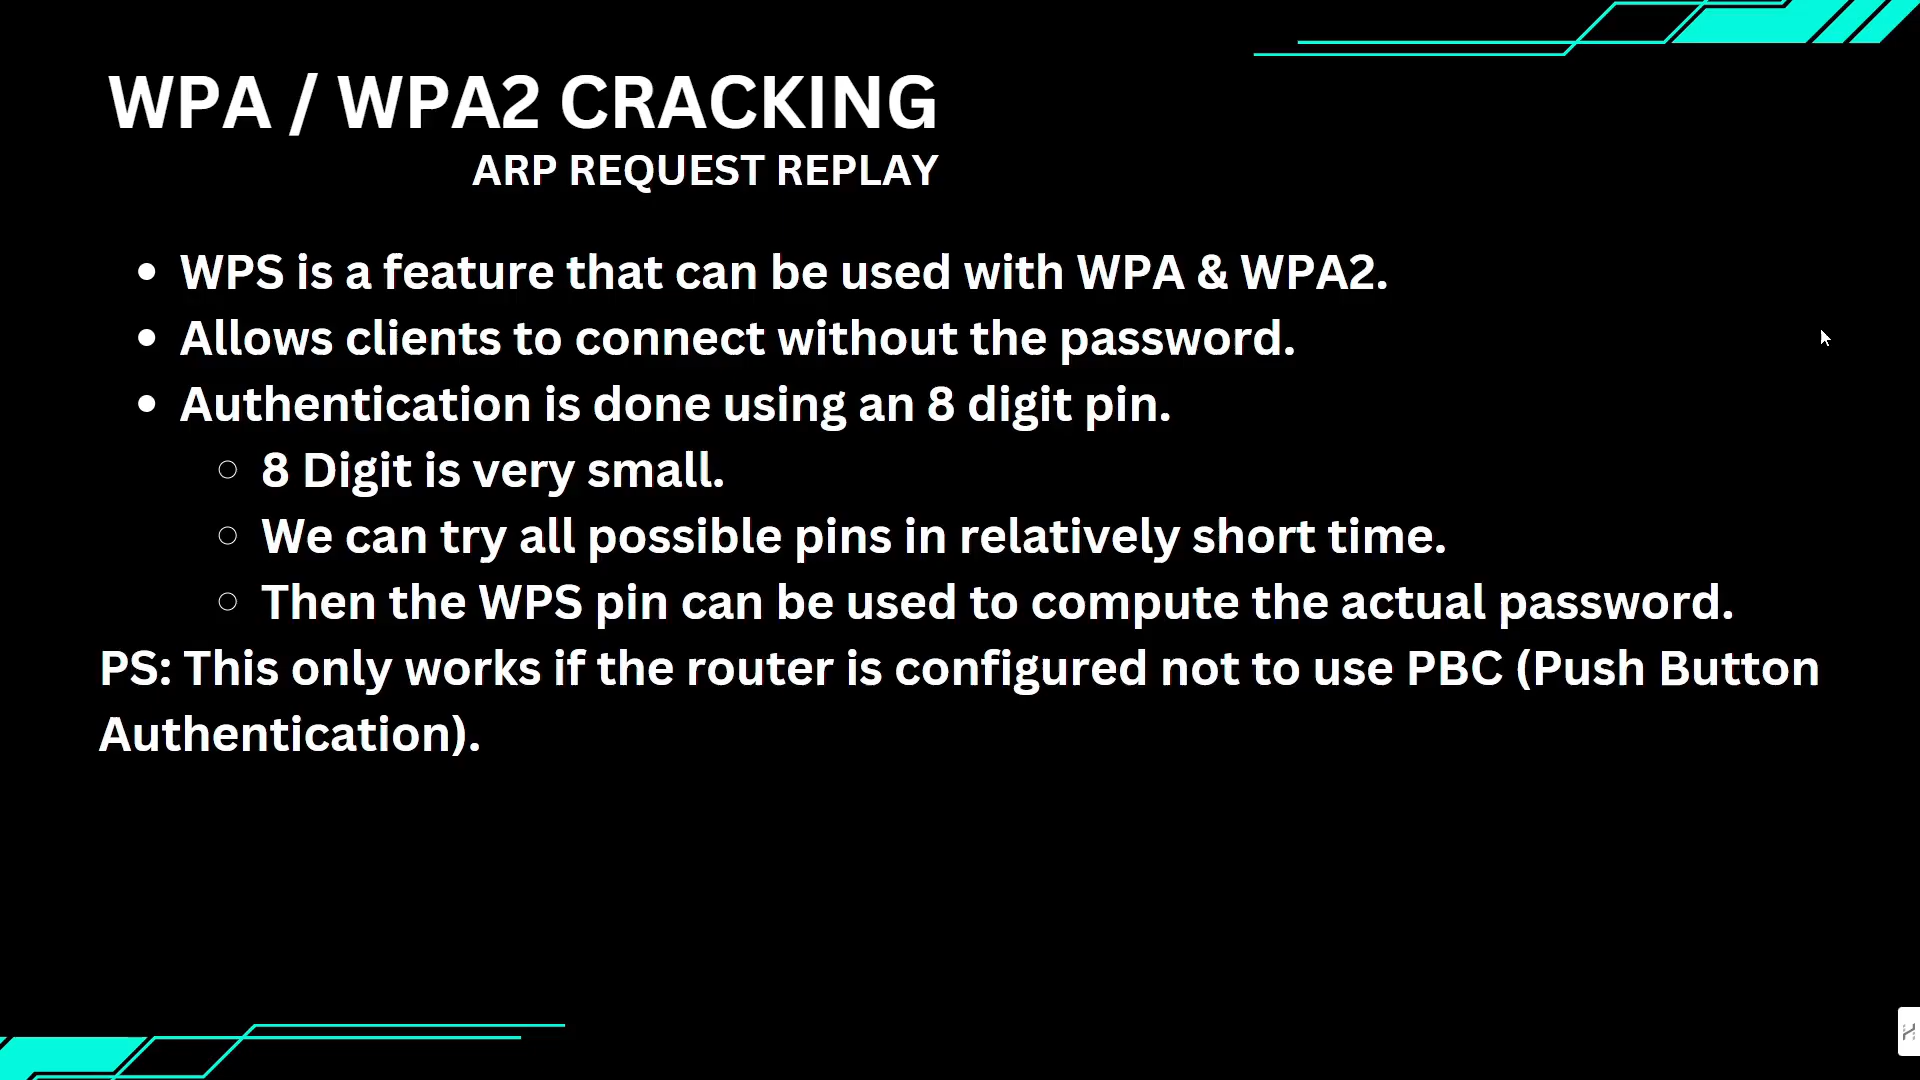 WPA / WPA2 CRACKING
ARP REQUEST REPLAY
• WPS is a feature that can be used with WPA & WPA2.
• Allows clients to connect without the password.
• Authentication is done using an 8 digit pin.
○ 8 Digit is very small.
○ We can try all possible pins in relatively short time.
○ Then the WPS pin can be used to compute the actual password.
PS: This only works if the router is configured not to use PBC (Push Button
Authentication).